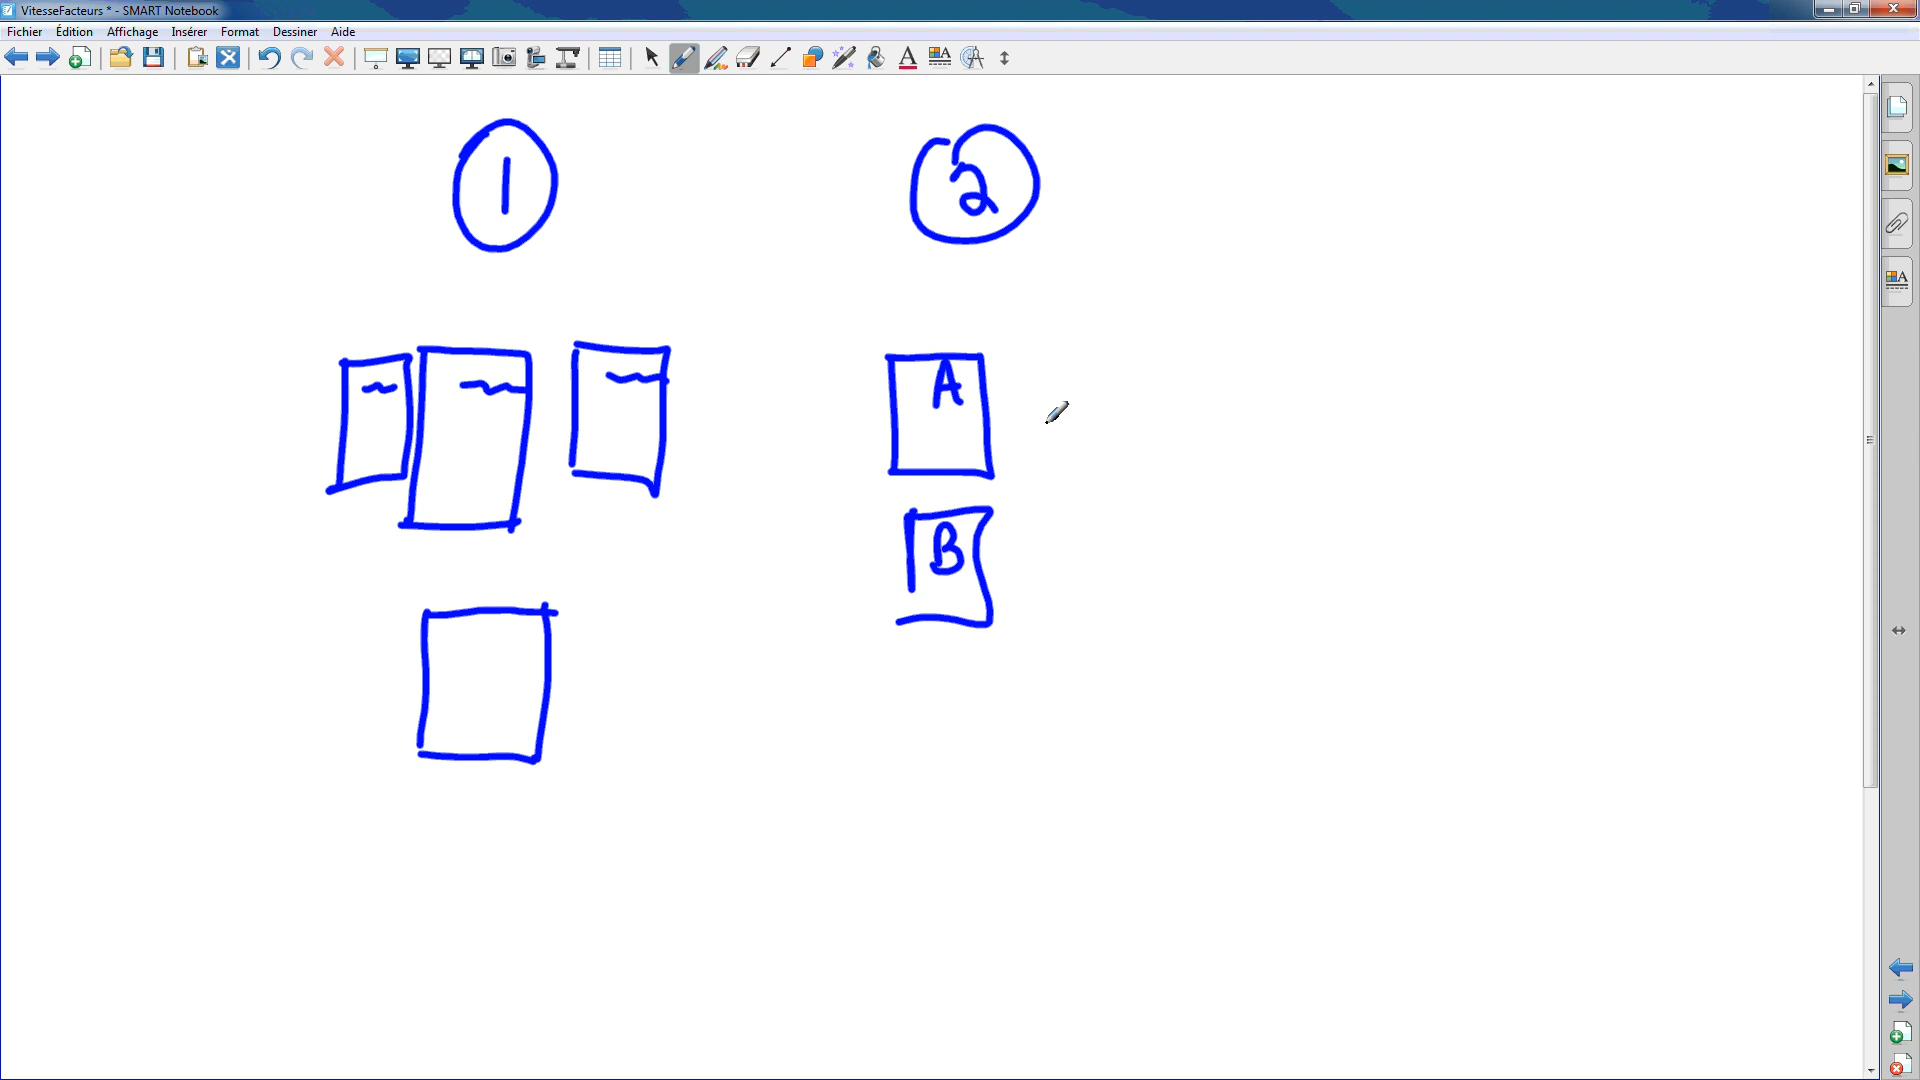 VitesseFacteurs * - SMART Notebook
Fichier Édition Affichage Insérer Format Dessiner Aide
1 2
A
B